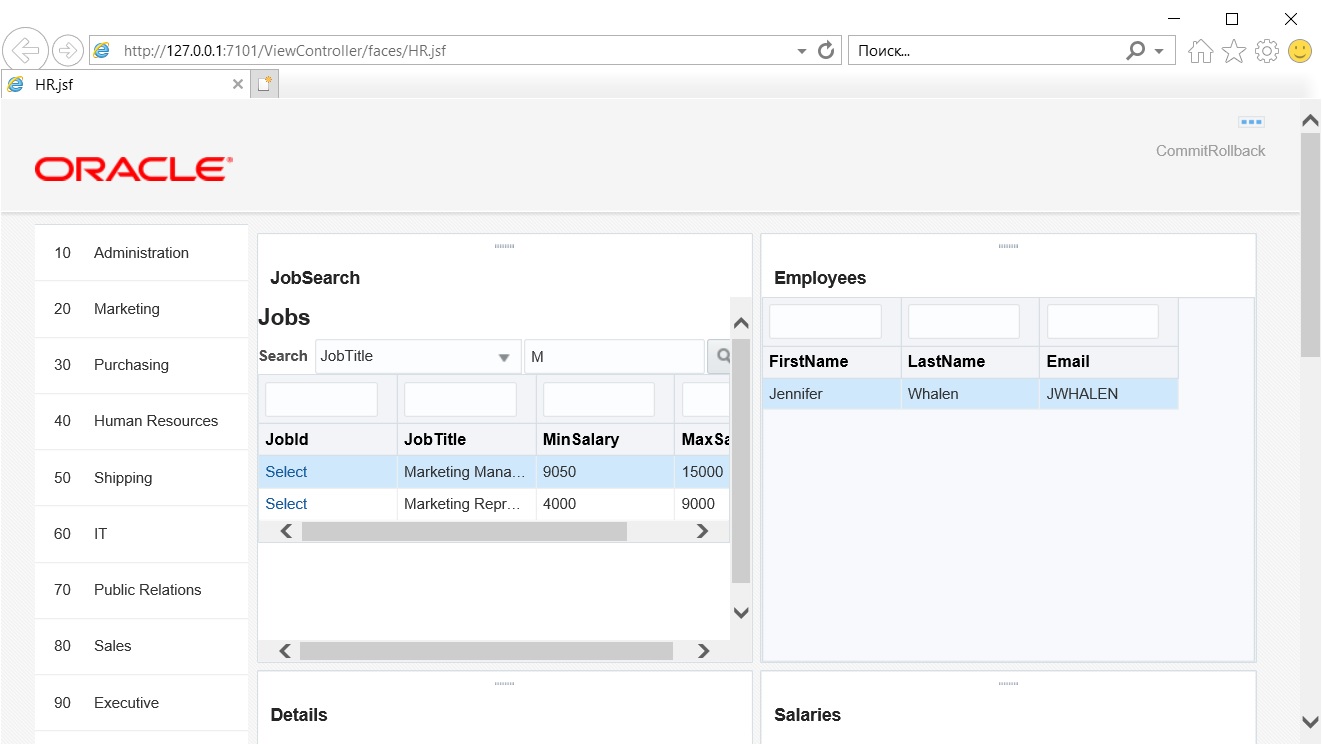 http://127.0.0.1:7101/ViewController/faces/HR.jsf
Поиск...
HR.jsf
ORACLE
CommitRollback
10 Administration
20 Marketing
30 Purchasing
40 Human Resources
50 Shipping
60 IT
70 Public Relations
80 Sales
90 Executive
JobSearch
Jobs
Search JobTitle M
JobId JobTitle MinSalary MaxSa
Select Marketing Mana... 9050 15000
Select Marketing Repr... 4000 9000
Employees
FirstName LastName Email
Jennifer Whalen JWHALEN
Details
Salaries